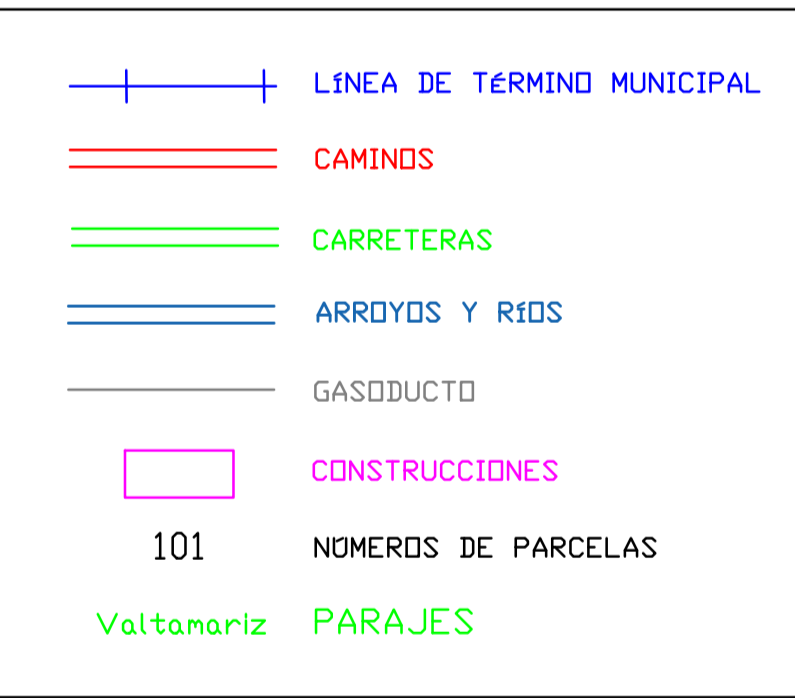 LÍNEA DE TÉRMINO MUNICIPAL
CAMINOS
CARRETERAS
ARROYOS Y RÍOS
GASODUCTO
CONSTRUCCIONES
101 NÚMEROS DE PARCELAS
Valtamariz PARAJES